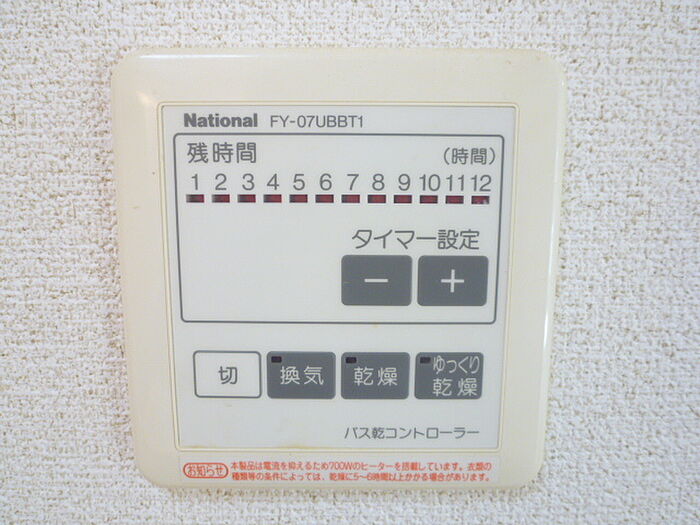 National FY-07UBBT1
残時間 (時間)
1 2 3 4 5 6 7 8 9 10 11 12
タイマー設定
− +
切 換気 乾燥 ゆっくり
乾燥
バス乾コントローラー
お知らせ 本製品は電流を抑えるため700Wのヒーターを搭載しています。衣類の
種類等の条件によっては、乾燥に5〜6時間以上かかる場合があります。